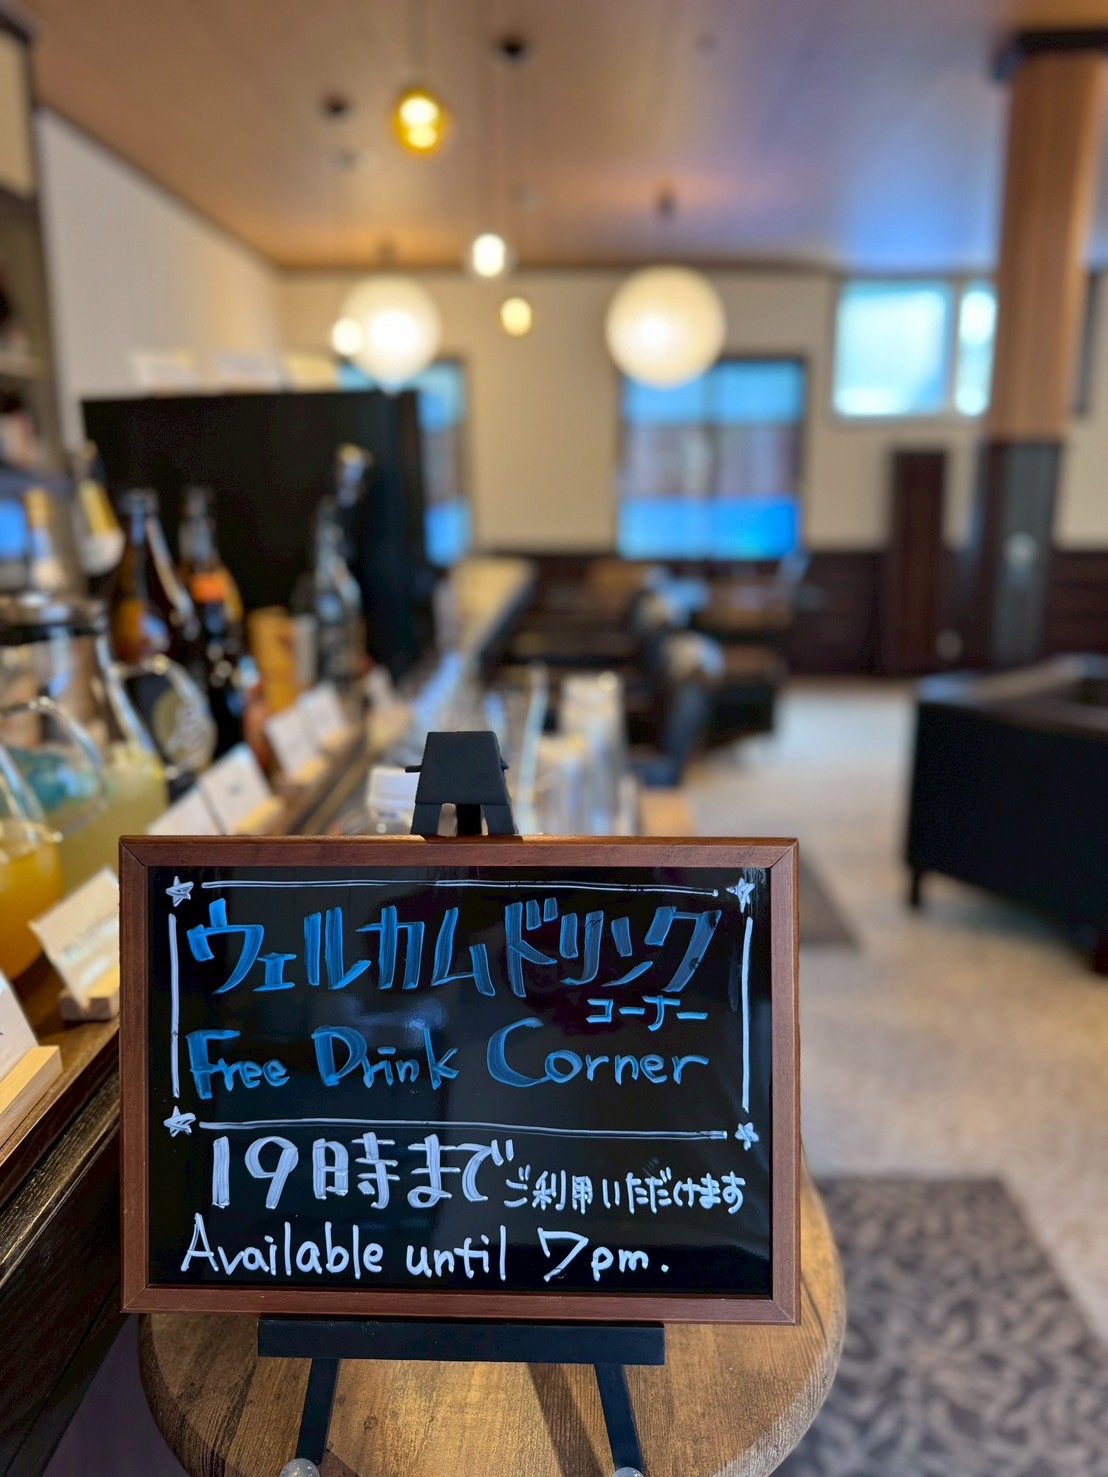 ウェルカムドリンク
コーナー
Free Drink Corner
19時までご利用いただけます
Available until 7pm.